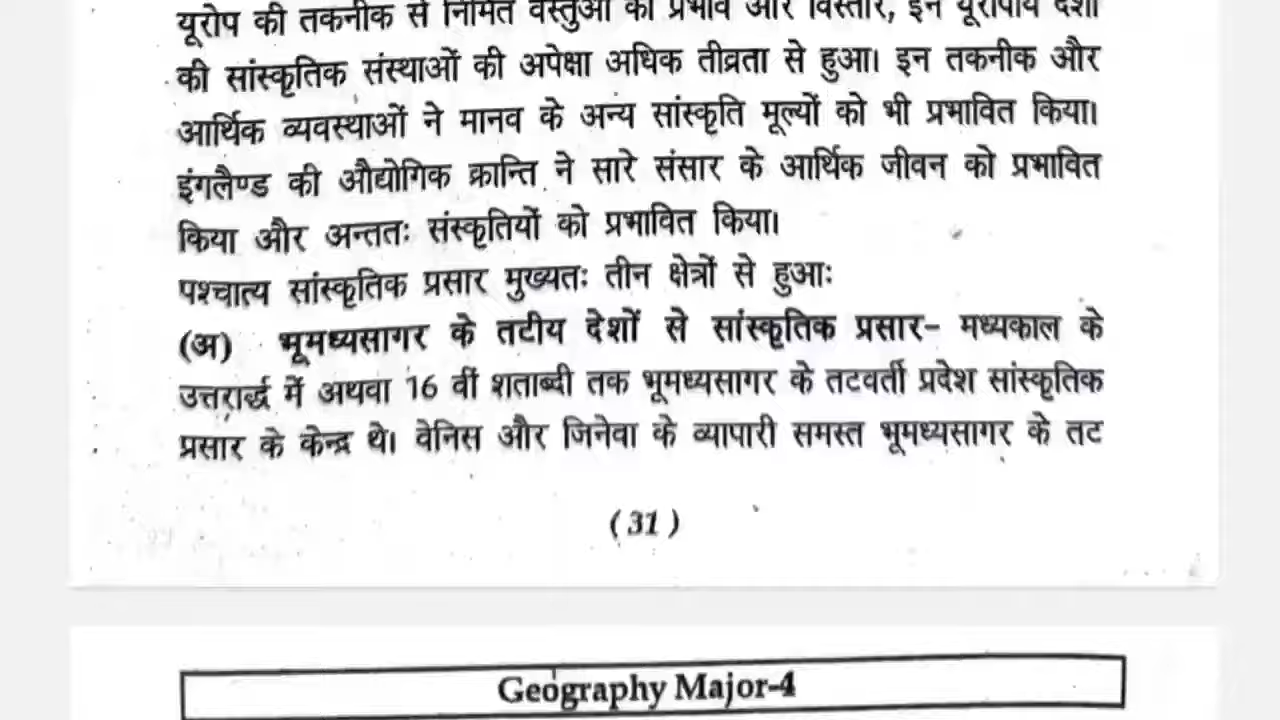 यूरोप की तकनीक से निर्मित वस्तुओं का प्रभाव और विस्तार, इन यूरोपीय देशों
की सांस्कृतिक संस्थाओं की अपेक्षा अधिक तीव्रता से हुआ। इन तकनीक और
आर्थिक व्यवस्थाओं ने मानव के अन्य सांस्कृति मूल्यों को भी प्रभावित किया।
इंगलैण्ड की औद्योगिक क्रान्ति ने सारे संसार के आर्थिक जीवन को प्रभावित
किया और अन्ततः संस्कृतियों को प्रभावित किया।
पश्चात्य सांस्कृतिक प्रसार मुख्यतः तीन क्षेत्रों से हुआः
(अ) भूमध्यसागर के तटीय देशों से सांस्कृतिक प्रसार- मध्यकाल के
उत्तरार्द्ध में अथवा 16 वीं शताब्दी तक भूमध्यसागर के तटवर्ती प्रदेश सांस्कृतिक
प्रसार के केन्द्र थे। वेनिस और जिनेवा के व्यापारी समस्त भूमध्यसागर के तट
(31)
Geography Major-4